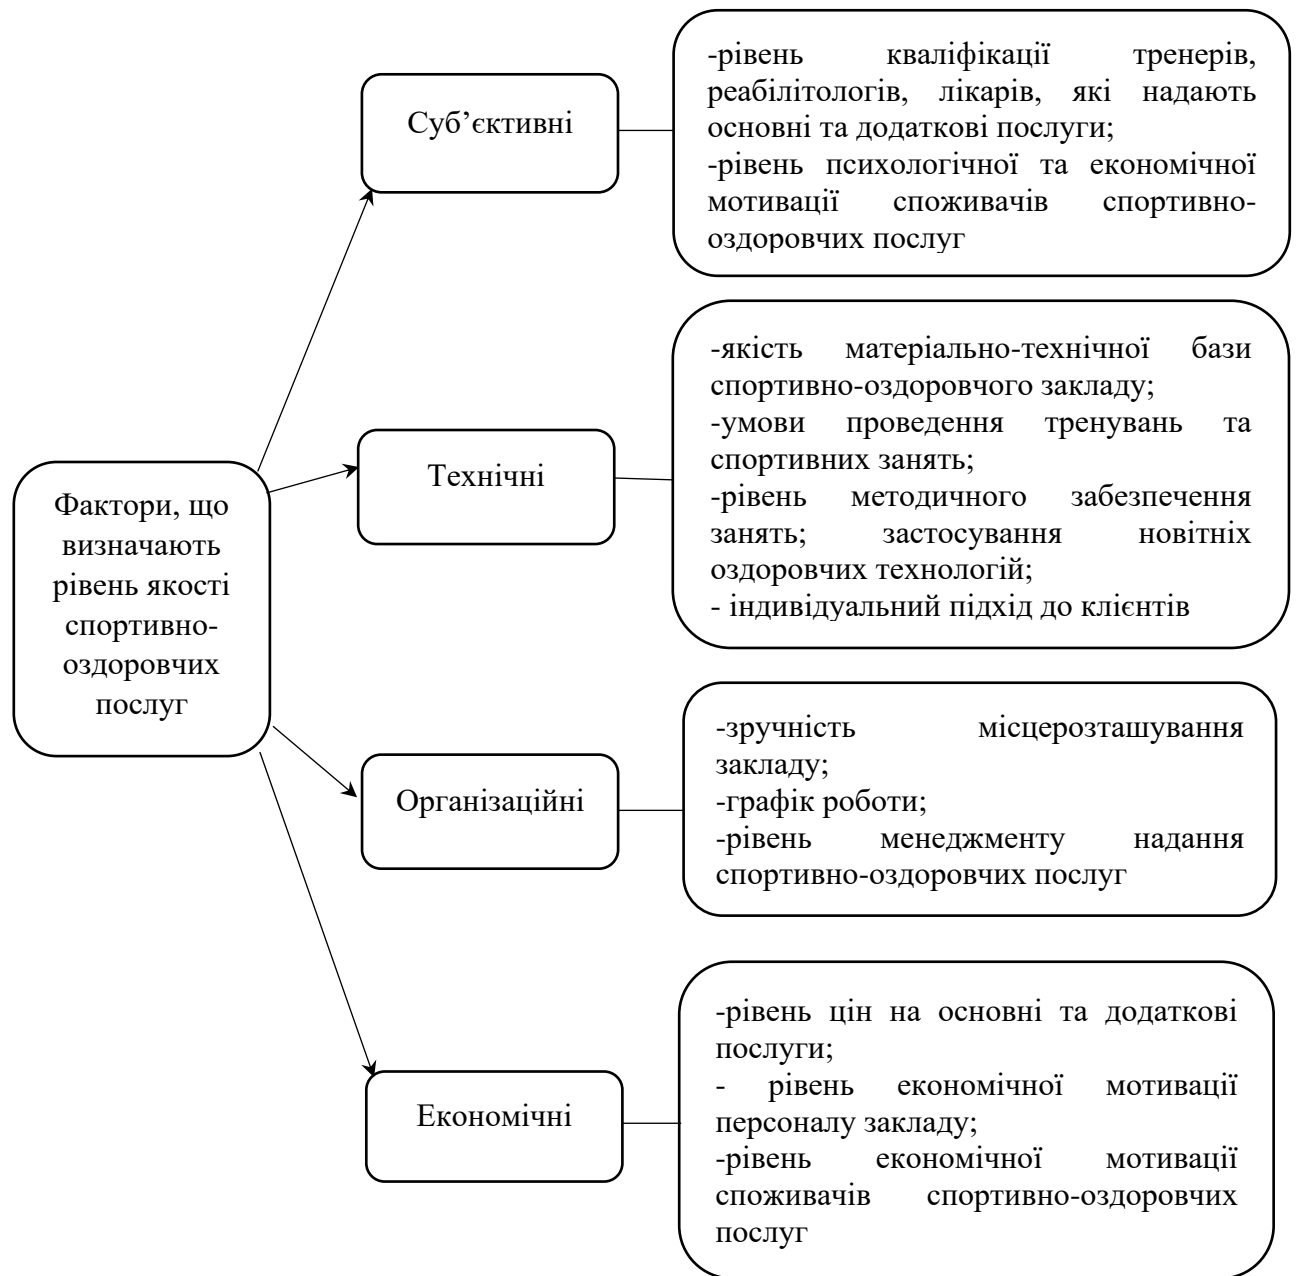 Фактори, що
визначають
рівень якості
спортивно-
оздоровчих
послуг
Суб’єктивні
-рівень кваліфікації тренерів,
реабілітологів, лікарів, які надають
основні та додаткові послуги;
-рівень психологічної та економічної
мотивації споживачів спортивно-
оздоровчих послуг
Технічні
-якість матеріально-технічної бази
спортивно-оздоровчого закладу;
-умови проведення тренувань та
спортивних занять;
-рівень методичного забезпечення
занять; застосування новітніх
оздоровчих технологій;
- індивідуальний підхід до клієнтів
Організаційні
-зручність місцерозташування
закладу;
-графік роботи;
-рівень менеджменту надання
спортивно-оздоровчих послуг
Економічні
-рівень цін на основні та додаткові
послуги;
- рівень економічної мотивації
персоналу закладу;
-рівень економічної мотивації
споживачів спортивно-оздоровчих
послуг